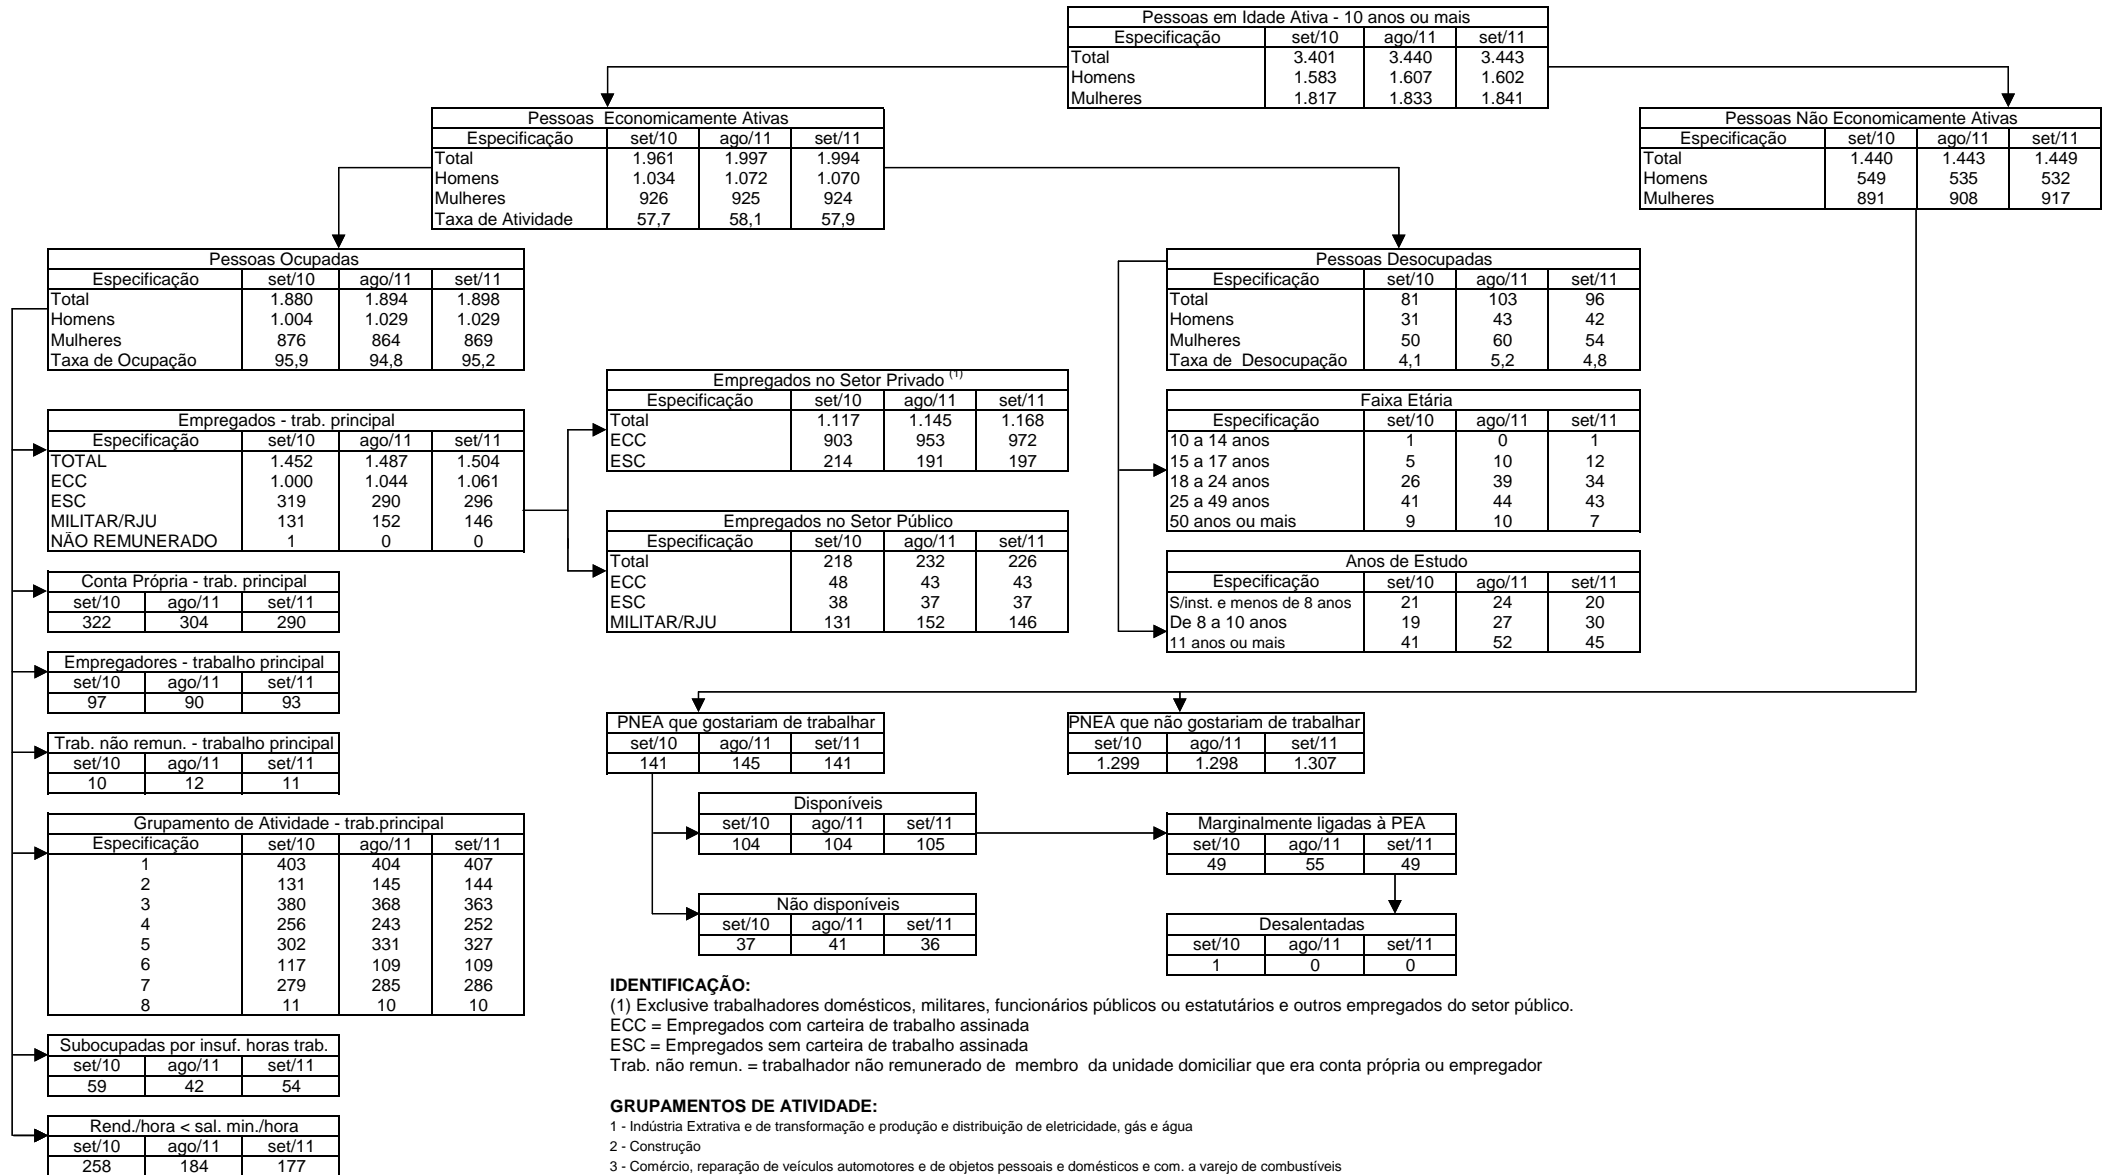 Pessoas em Idade Ativa - 10 anos ou mais
Especificação set/10 ago/11 set/11
Total 3.401 3.440 3.443
Homens 1.583 1.607 1.602
Mulheres 1.817 1.833 1.841
Pessoas Economicamente Ativas
Especificação set/10 ago/11 set/11
Total 1.961 1.997 1.994
Homens 1.034 1.072 1.070
Mulheres 926 925 924
Taxa de Atividade 57,7 58,1 57,9
Pessoas Não Economicamente Ativas
Especificação set/10 ago/11 set/11
Total 1.440 1.443 1.449
Homens 549 535 532
Mulheres 891 908 917
Pessoas Ocupadas
Especificação set/10 ago/11 set/11
Total 1.880 1.894 1.898
Homens 1.004 1.029 1.029
Mulheres 876 864 869
Taxa de Ocupação 95,9 94,8 95,2
Pessoas Desocupadas
Especificação set/10 ago/11 set/11
Total 81 103 96
Homens 31 43 42
Mulheres 50 60 54
Taxa de Desocupação 4,1 5,2 4,8
Empregados - trab. principal
Especificação set/10 ago/11 set/11
TOTAL 1.452 1.487 1.504
ECC 1.000 1.044 1.061
ESC 319 290 296
MILITAR/RJU 131 152 146
NÃO REMUNERADO 1 0 0
Empregados no Setor Privado (1)
Especificação set/10 ago/11 set/11
Total 1.117 1.145 1.168
ECC 903 953 972
ESC 214 191 197
Empregados no Setor Público
Especificação set/10 ago/11 set/11
Total 218 232 226
ECC 48 43 43
ESC 38 37 37
MILITAR/RJU 131 152 146
Faixa Etária
Especificação set/10 ago/11 set/11
10 a 14 anos 1 0 1
15 a 17 anos 5 10 12
18 a 24 anos 26 39 34
25 a 49 anos 41 44 43
50 anos ou mais 9 10 7
Anos de Estudo
Especificação set/10 ago/11 set/11
S/inst. e menos de 8 anos 21 24 20
De 8 a 10 anos 19 27 30
11 anos ou mais 41 52 45
Conta Própria - trab. principal
set/10 ago/11 set/11
322 304 290
Empregadores - trabalho principal
set/10 ago/11 set/11
97 90 93
Trab. não remun. - trabalho principal
set/10 ago/11 set/11
10 12 11
Grupamento de Atividade - trab.principal
Especificação set/10 ago/11 set/11
1 403 404 407
2 131 145 144
3 380 368 363
4 256 243 252
5 302 331 327
6 117 109 109
7 279 285 286
8 11 10 10
Subocupadas por insuf. horas trab.
set/10 ago/11 set/11
59 42 54
Rend./hora < sal. min./hora
set/10 ago/11 set/11
258 184 177
PNEA que gostariam de trabalhar
set/10 ago/11 set/11
141 145 141
PNEA que não gostariam de trabalhar
set/10 ago/11 set/11
1.299 1.298 1.307
Disponíveis
set/10 ago/11 set/11
104 104 105
Marginalmente ligadas à PEA
set/10 ago/11 set/11
49 55 49
Não disponíveis
set/10 ago/11 set/11
37 41 36
Desalentadas
set/10 ago/11 set/11
1 0 0
IDENTIFICAÇÃO:
(1) Exclusive trabalhadores domésticos, militares, funcionários públicos ou estatutários e outros empregados do setor público.
ECC = Empregados com carteira de trabalho assinada
ESC = Empregados sem carteira de trabalho assinada
Trab. não remun. = trabalhador não remunerado de membro da unidade domiciliar que era conta própria ou empregador
GRUPAMENTOS DE ATIVIDADE:
1 - Indústria Extrativa e de transformação e produção e distribuição de eletricidade, gás e água
2 - Construção
3 - Comércio, reparação de veículos automotores e de objetos pessoais e domésticos e com. a varejo de combustíveis